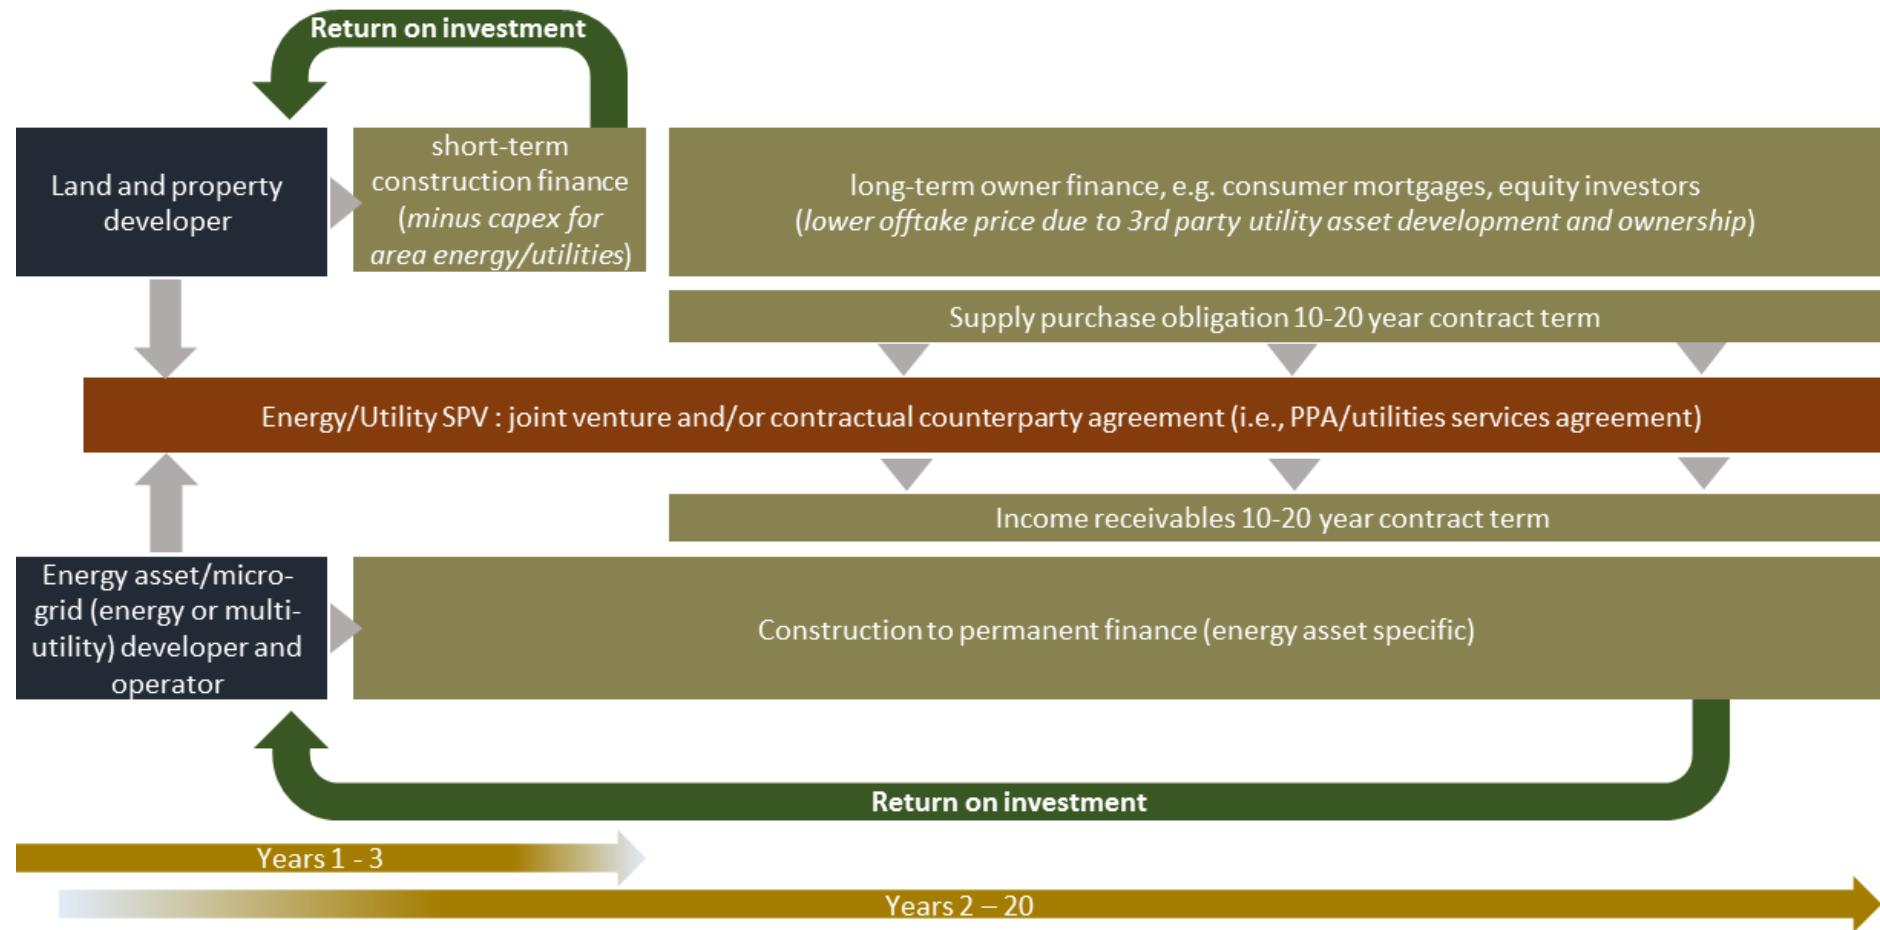 Return on investment
Land and property
developer
short-term
construction finance
(minus capex for
area energy/utilities)
long-term owner finance, e.g. consumer mortgages, equity investors
(lower offtake price due to 3rd party utility asset development and ownership)
Supply purchase obligation 10-20 year contract term
Energy/Utility SPV : joint venture and/or contractual counterparty agreement (i.e., PPA/utilities services agreement)
Income receivables 10-20 year contract term
Energy asset/micro-
grid (energy or multi-
utility) developer and
operator
Construction to permanent finance (energy asset specific)
Return on investment
Years 1 - 3
Years 2 – 20